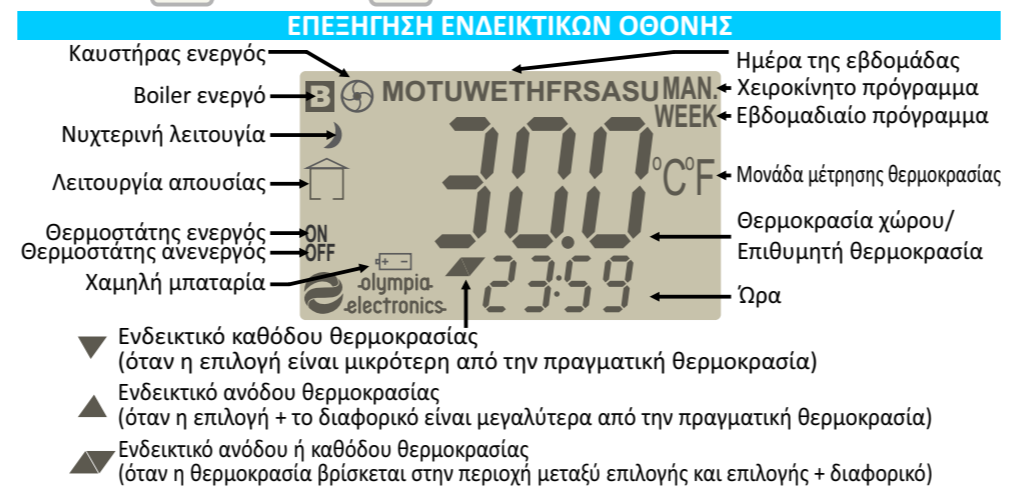 ΕΠΕΞΗΓΗΣΗ ΕΝΔΕΙΚΤΙΚΩΝ ΟΘΟΝΗΣ
Καυστήρας ενεργός
Boiler ενεργό
Νυχτερινή λειτουγία
Λειτουργία απουσίας
Θερμοστάτης ενεργός
Θερμοστάτης ανενεργός
Χαμηλή μπαταρία
B
MOTUWETHFRSASU MAN.
WEEK
30.0
°C°F
ON
OFF
+ -
olympia
electronics
23:59
Ημέρα της εβδομάδας
Χειροκίνητο πρόγραμμα
Εβδομαδιαίο πρόγραμμα
Μονάδα μέτρησης θερμοκρασίας
Θερμοκρασία χώρου/
Επιθυμητή θερμοκρασία
Ώρα
Ενδεικτικό καθόδου θερμοκρασίας
(όταν η επιλογή είναι μικρότερη από την πραγματική θερμοκρασία)
Ενδεικτικό ανόδου θερμοκρασίας
(όταν η επιλογή + το διαφορικό είναι μεγαλύτερα από την πραγματική θερμοκρασία)
Ενδεικτικό ανόδου ή καθόδου θερμοκρασίας
(όταν η θερμοκρασία βρίσκεται στην περιοχή μεταξύ επιλογής και επιλογής + διαφορικό)